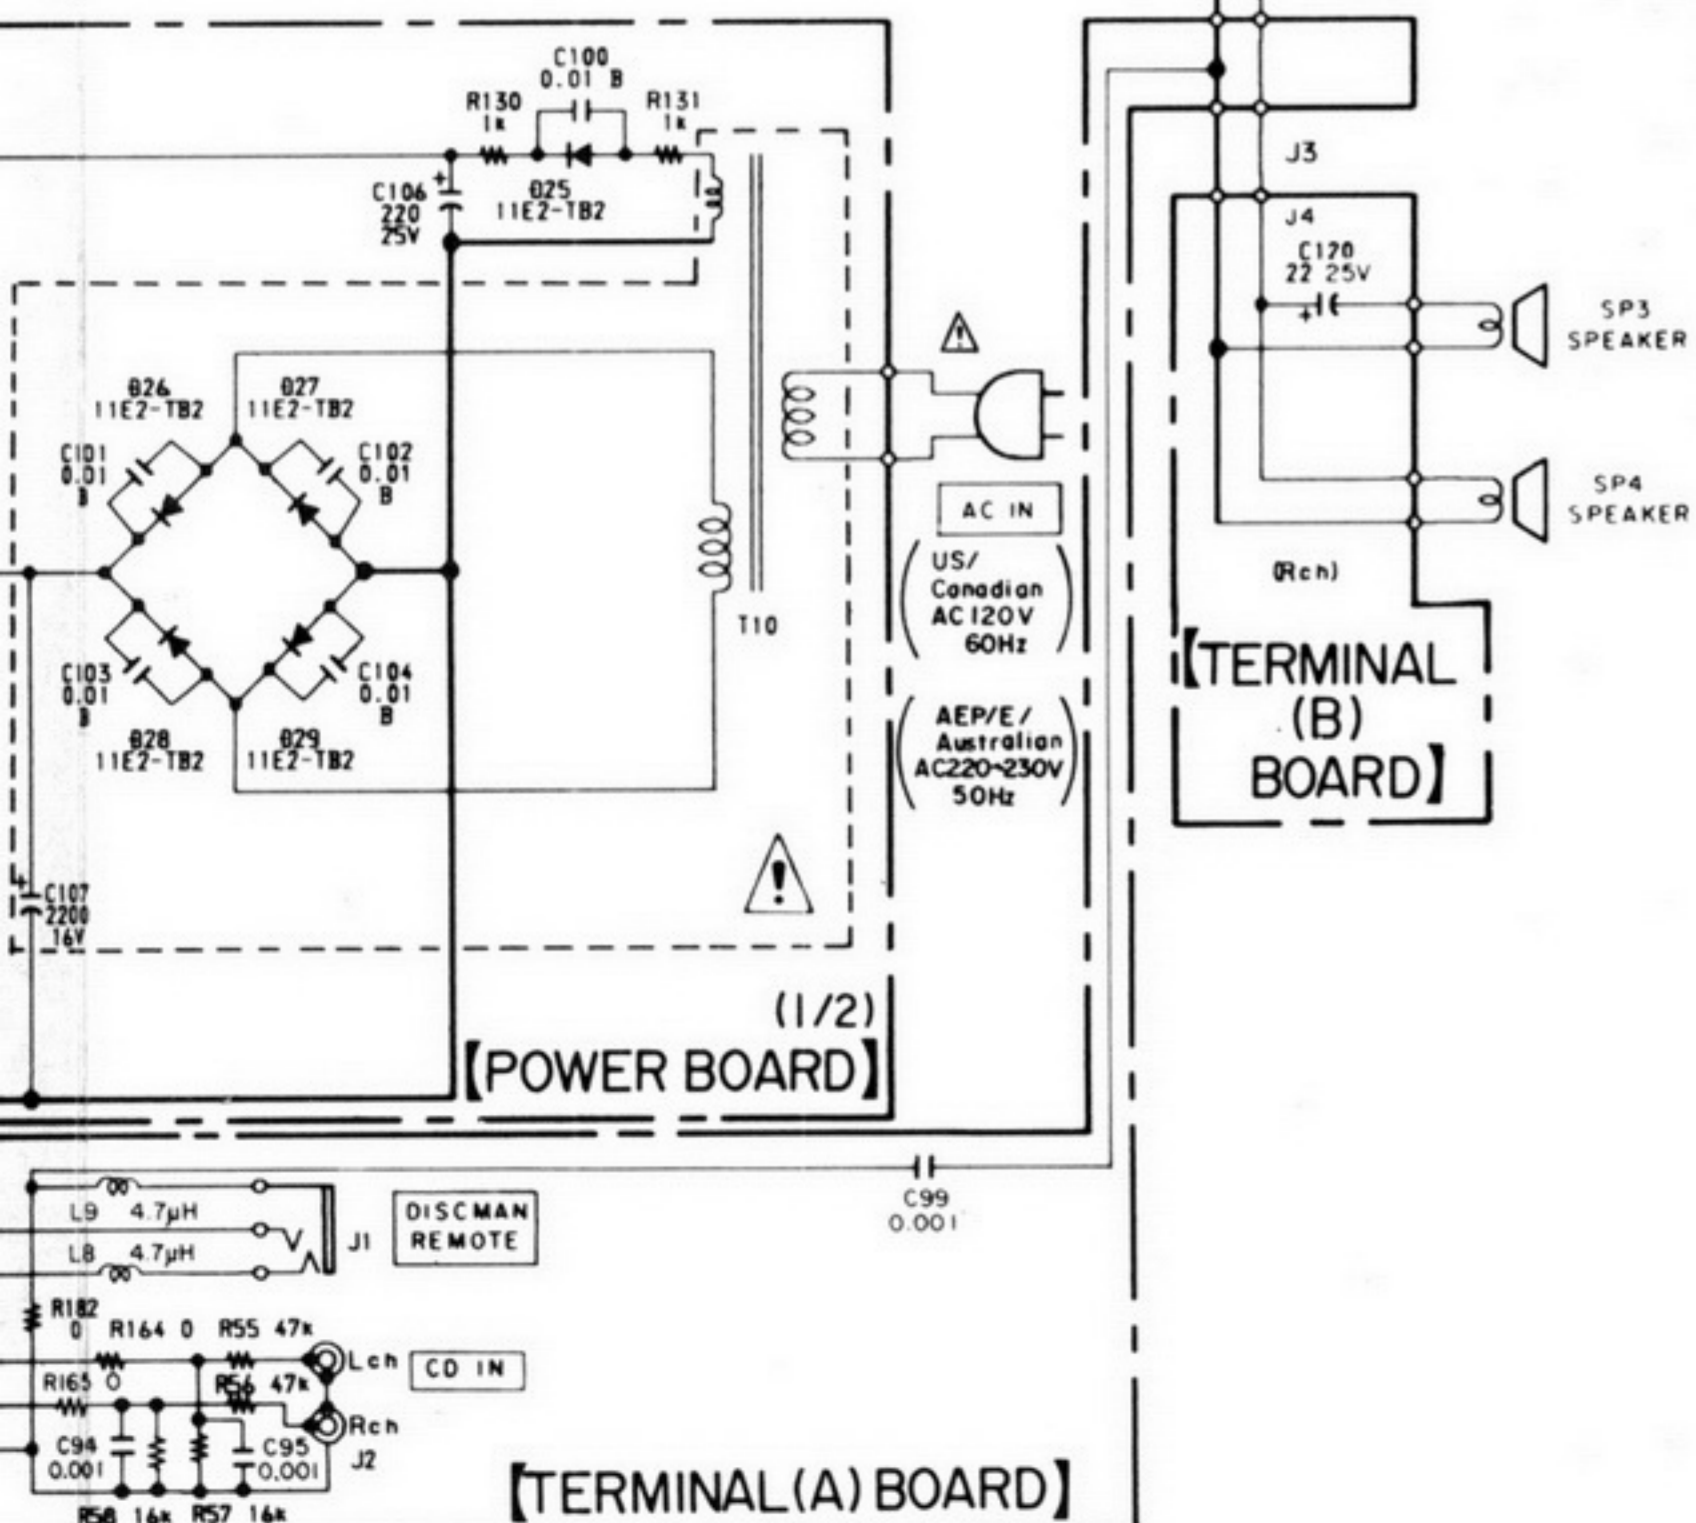 C100
0.01 B
R130
1k
R131
1k
C106
220
25V
D25
11E2-TB2
J3
J4
C120
22 25V
SP3
SPEAKER
D26
11E2-TB2
D27
11E2-TB2
C101
0.01
B
C102
0.01
B
SP4
SPEAKER
AC IN
US/
Canadian
AC 120V
60Hz
(Rch)
T10
C103
0.01
B
C104
0.01
B
【TERMINAL
(B)
BOARD】
D28
11E2-TB2
D29
11E2-TB2
AEP/E/
Australian
AC220~230V
50Hz
!
!
+
+
+
C107
2200
16V
(1/2)
【POWER BOARD】
C99
0.001
L9 4.7μH
L8 4.7μH
J1
DISCMAN
REMOTE
R182
0
R164 0
R55 47k
Lch
CD IN
R165 0
R56 47k
Rch
C94
0.001
C95
0.001
J2
R58 16k
R57 16k
【TERMINAL(A) BOARD】